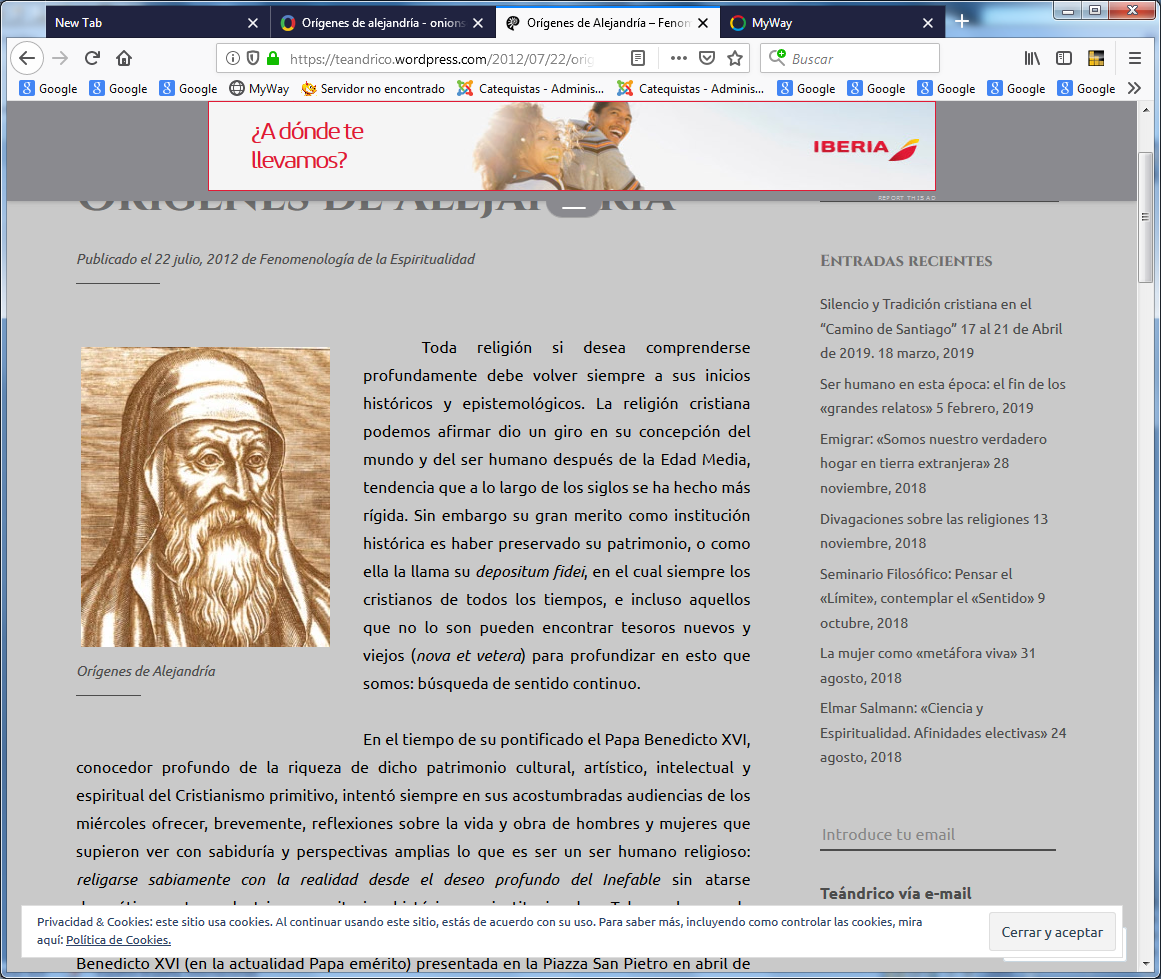 New Tab
Orígenes de alejandría - onions
Orígenes de Alejandría – Fenom
MyWay
https://teandrico.wordpress.com/2012/07/22/orig
Buscar
Google
Google
Google
MyWay
Servidor no encontrado
Catequistas - Adminis...
Catequistas - Adminis...
Google
Google
Google
Google
Google
¿A dónde te
llevamos?
IBERIA
REPORT THIS AD
Orígenes de Alejandría
Publicado el 22 julio, 2012 de Fenomenología de la Espiritualidad
Toda religión si desea comprenderse
profundamente debe volver siempre a sus inicios
históricos y epistemológicos. La religión cristiana
podemos afirmar dio un giro en su concepción del
mundo y del ser humano después de la Edad Media,
tendencia que a lo largo de los siglos se ha hecho más
rígida. Sin embargo su gran merito como institución
histórica es haber preservado su patrimonio, o como
ella la llama su depositum fidei, en el cual siempre los
cristianos de todos los tiempos, e incluso aquellos
que no lo son pueden encontrar tesoros nuevos y
viejos (nova et vetera) para profundizar en esto que
somos: búsqueda de sentido continuo.
Orígenes de Alejandría
En el tiempo de su pontificado el Papa Benedicto XVI,
conocedor profundo de la riqueza de dicho patrimonio cultural, artístico, intelectual y
espiritual del Cristianismo primitivo, intentó siempre en sus acostumbradas audiencias de los
miércoles ofrecer, brevemente, reflexiones sobre la vida y obra de hombres y mujeres que
supieron ver con sabiduría y perspectivas amplias lo que es ser un ser humano religioso:
religarse sabiamente con la realidad desde el deseo profundo del Inefable sin atarse
Benedicto XVI (en la actualidad Papa emérito) presentada en la Piazza San Pietro en abril de
Entradas recientes
Silencio y Tradición cristiana en el
“Camino de Santiago” 17 al 21 de Abril
de 2019. 18 marzo, 2019
Ser humano en esta época: el fin de los
«grandes relatos» 5 febrero, 2019
Emigrar: «Somos nuestro verdadero
hogar en tierra extranjera» 28
noviembre, 2018
Divagaciones sobre las religiones 13
noviembre, 2018
Seminario Filosófico: Pensar el
«Límite», contemplar el «Sentido» 9
octubre, 2018
La mujer como «metáfora viva» 31
agosto, 2018
Elmar Salmann: «Ciencia y
Espiritualidad. Afinidades electivas» 24
agosto, 2018
Introduce tu email
Teándrico vía e-mail
Privacidad & Cookies: este sitio usa cookies. Al continuar usando este sitio, estás de acuerdo con su uso. Para saber más, incluyendo como controlar las cookies, mira
aquí: Política de Cookies.
Cerrar y aceptar